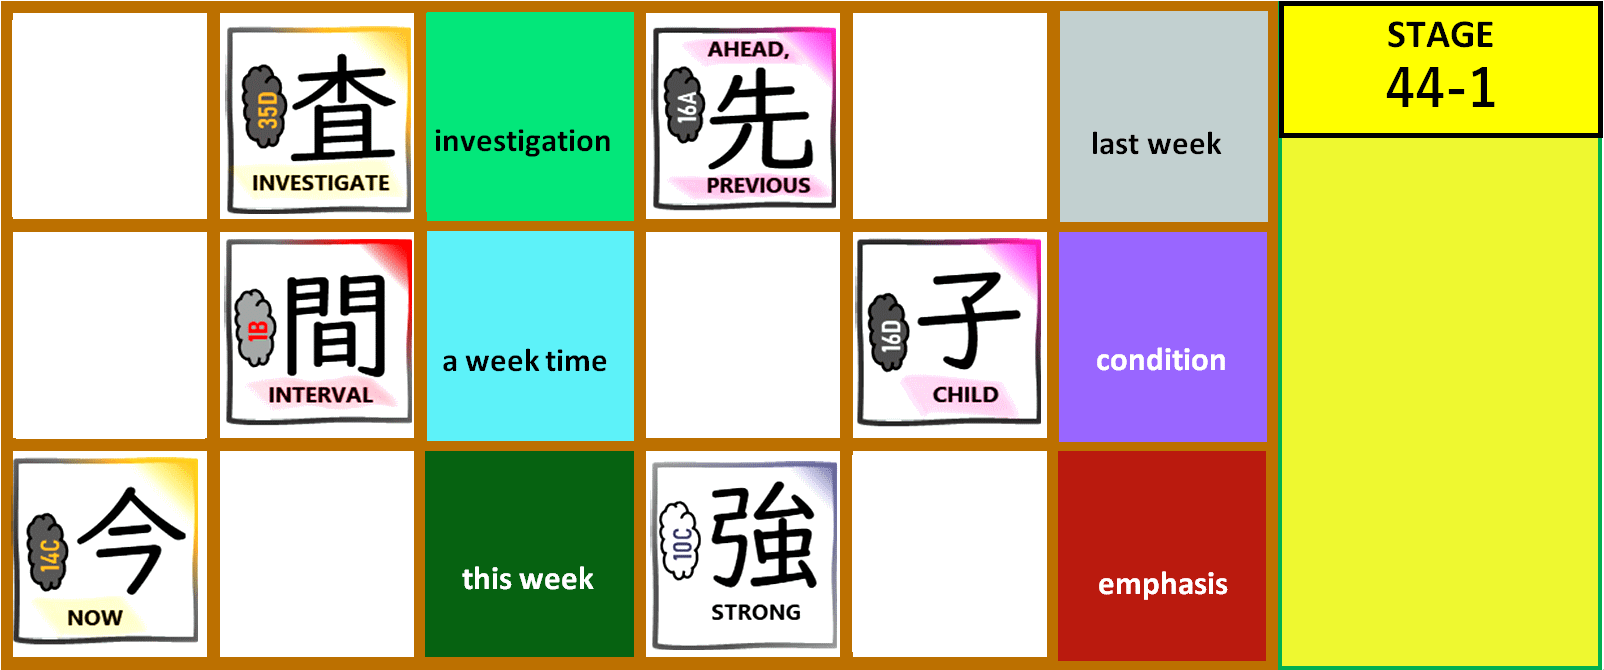 35D
査
INVESTIGATE
investigation
AHEAD,
16A
先
PREVIOUS
last week
STAGE
44-1
1B
間
INTERVAL
a week time
16D
子
CHILD
condition
14C
今
NOW
this week
10C
強
STRONG
emphasis